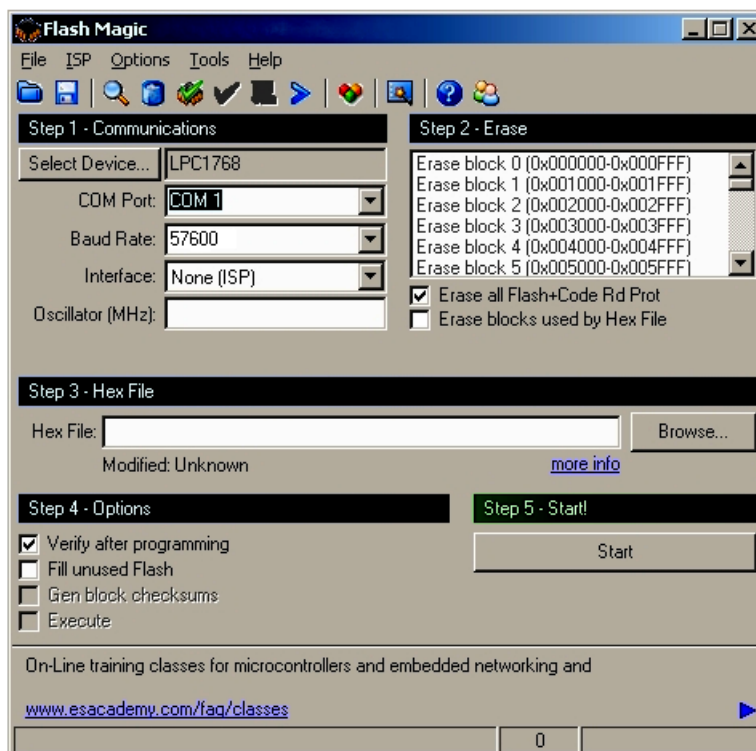 Flash Magic
File ISP Options Tools Help
Step 1 - Communications
Select Device... LPC1768
COM Port: COM 1
Baud Rate: 57600
Interface: None (ISP)
Oscillator (MHz):
Step 2 - Erase
Erase block 0 (0x000000-0x000FFF)
Erase block 1 (0x001000-0x001FFF)
Erase block 2 (0x002000-0x002FFF)
Erase block 3 (0x003000-0x003FFF)
Erase block 4 (0x004000-0x004FFF)
Erase block 5 (0x005000-0x005FFF)
Erase all Flash+Code Rd Prot
Erase blocks used by Hex File
Step 3 - Hex File
Hex File: Browse...
Modified: Unknown more info
Step 4 - Options
Verify after programming
Fill unused Flash
Gen block checksums
Execute
Step 5 - Start!
Start
On-Line training classes for microcontrollers and embedded networking and
www.esacademy.com/faq/classes
0